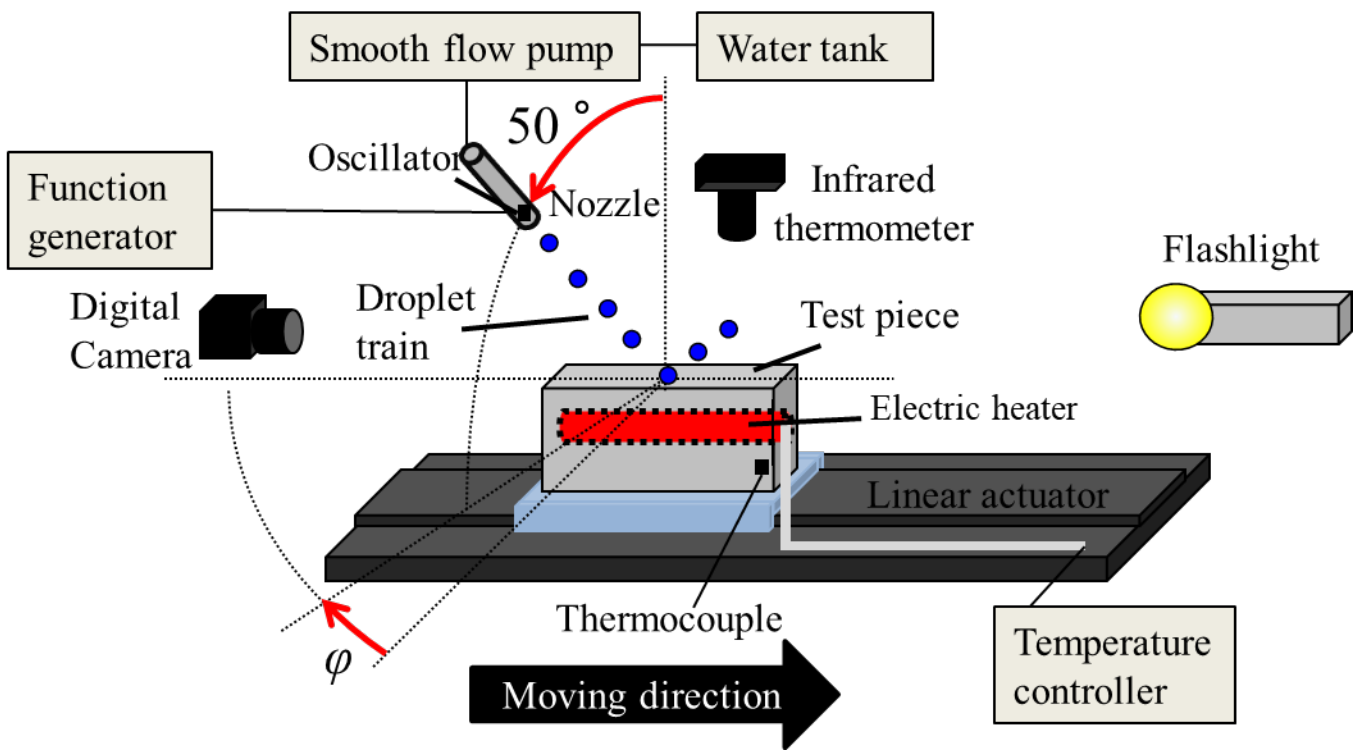 Smooth flow pump
Water tank
50 °
Oscillator
Nozzle
Function
generator
Infrared
thermometer
Flashlight
Digital
Camera
Droplet
train
Test piece
Electric heater
Linear actuator
Thermocouple
φ
Moving direction
Temperature
controller